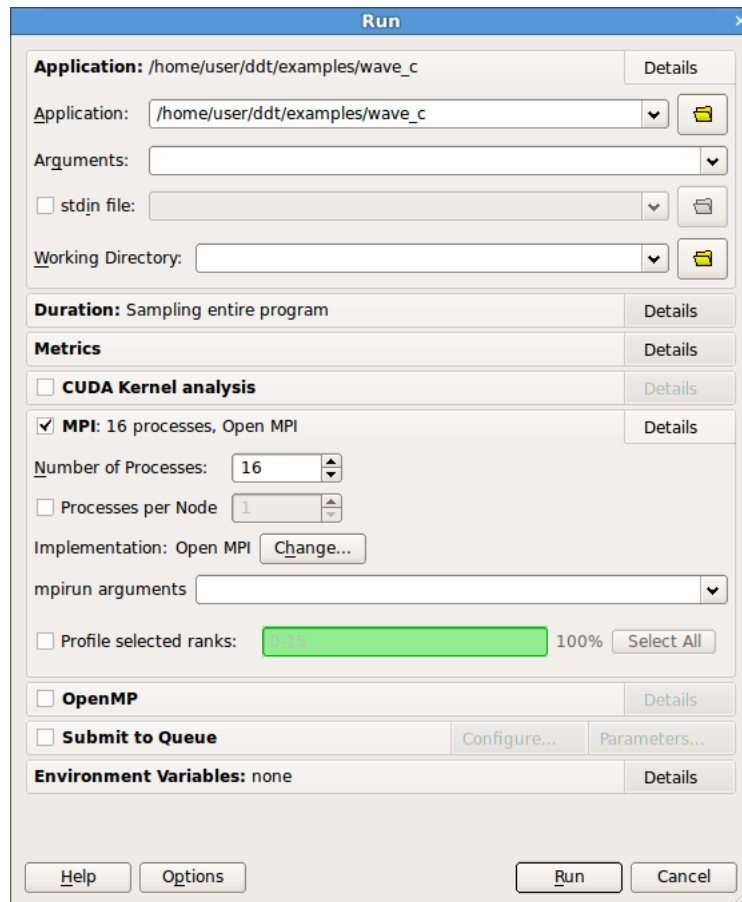 Run
Application: /home/user/ddt/examples/wave_c Details
Application: /home/user/ddt/examples/wave_c
Arguments:
stdin file:
Working Directory:
Duration: Sampling entire program Details
Metrics Details
CUDA Kernel analysis Details
MPI: 16 processes, Open MPI Details
Number of Processes: 16
Processes per Node 1
Implementation: Open MPI Change...
mpirun arguments
Profile selected ranks: 0-15 100% Select All
OpenMP Details
Submit to Queue Configure... Parameters...
Environment Variables: none Details
Help Options Run Cancel